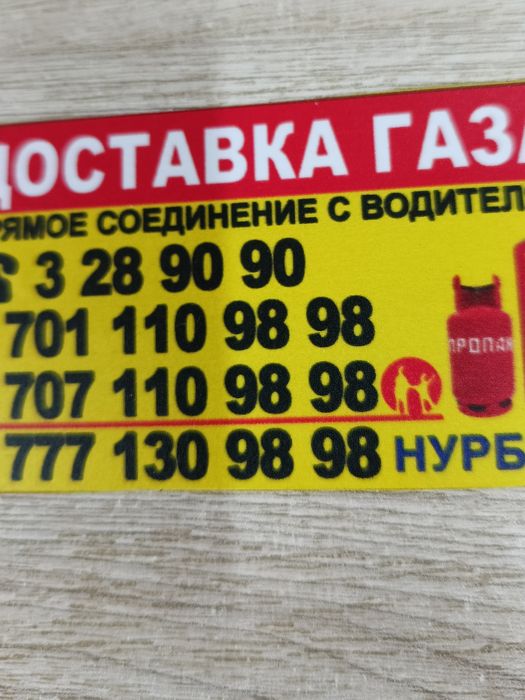 ДОСТАВКА ГАЗА
РЯМОЕ СОЕДИНЕНИЕ С ВОДИТЕЛ
3 28 90 90
701 110 98 98
707 110 98 98
777 130 98 98 НУРБ
ПРОПАН